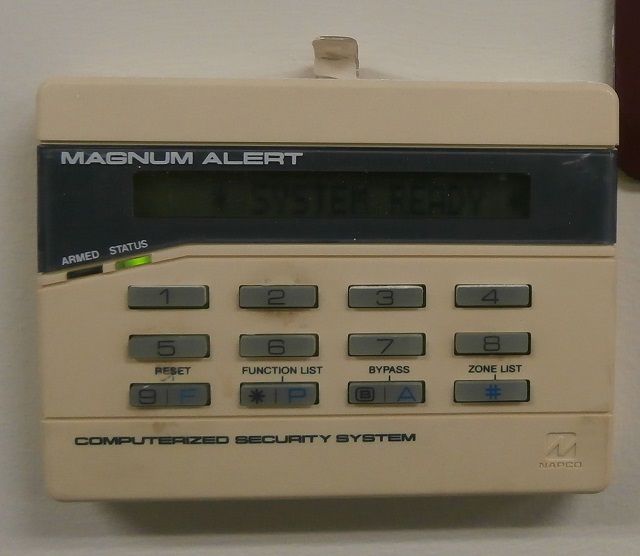 MAGNUM ALERT
* SYSTEM READY *
ARMED STATUS
1 2 3 4
5 6 7 8
RESET FUNCTION LIST BYPASS ZONE LIST
9 F * P B A #
COMPUTERIZED SECURITY SYSTEM
NAPCO